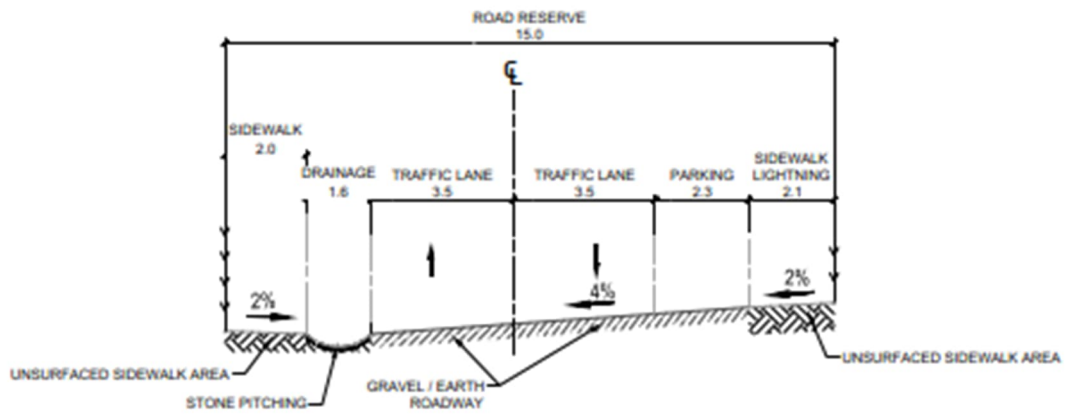 ROAD RESERVE
15.0
℄
SIDEWALK
2.0
DRAINAGE
1.6
TRAFFIC LANE
3.5
TRAFFIC LANE
3.5
PARKING
2.3
SIDEWALK
LIGHTNING
2.1
2%
4%
2%
UNSURFACED SIDEWALK AREA
STONE PITCHING
GRAVEL / EARTH
ROADWAY
UNSURFACED SIDEWALK AREA